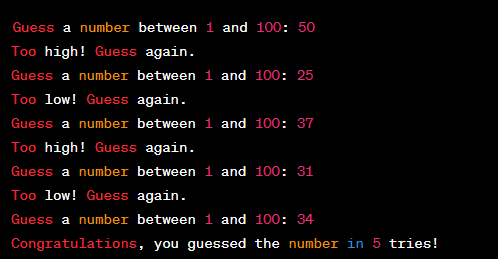 Guess a number between 1 and 100: 50
Too high! Guess again.
Guess a number between 1 and 100: 25
Too low! Guess again.
Guess a number between 1 and 100: 37
Too high! Guess again.
Guess a number between 1 and 100: 31
Too low! Guess again.
Guess a number between 1 and 100: 34
Congratulations, you guessed the number in 5 tries!